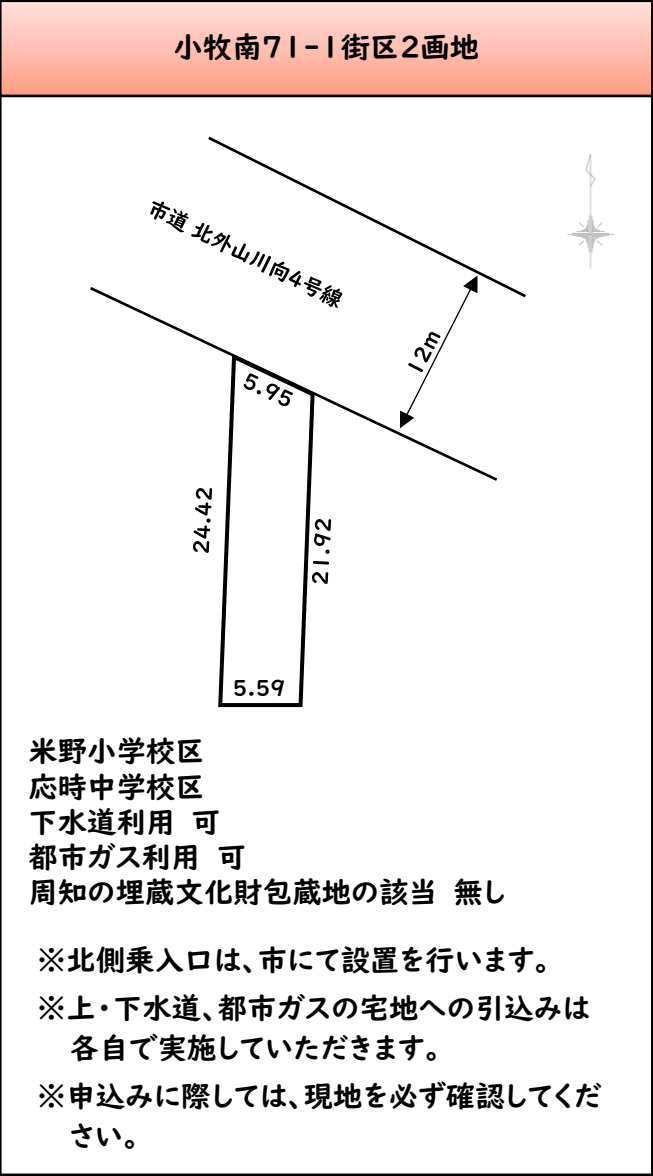 小牧南71-1街区2画地
市道 北外山川向4号線
12m
5.95
24.42
21.92
5.59
米野小学校区
応時中学校区
下水道利用 可
都市ガス利用 可
周知の埋蔵文化財包蔵地の該当 無し
※北側乗入口は、市にて設置を行います。
※上・下水道、都市ガスの宅地への引込みは
各自で実施していただきます。
※申込みに際しては、現地を必ず確認してくだ
さい。